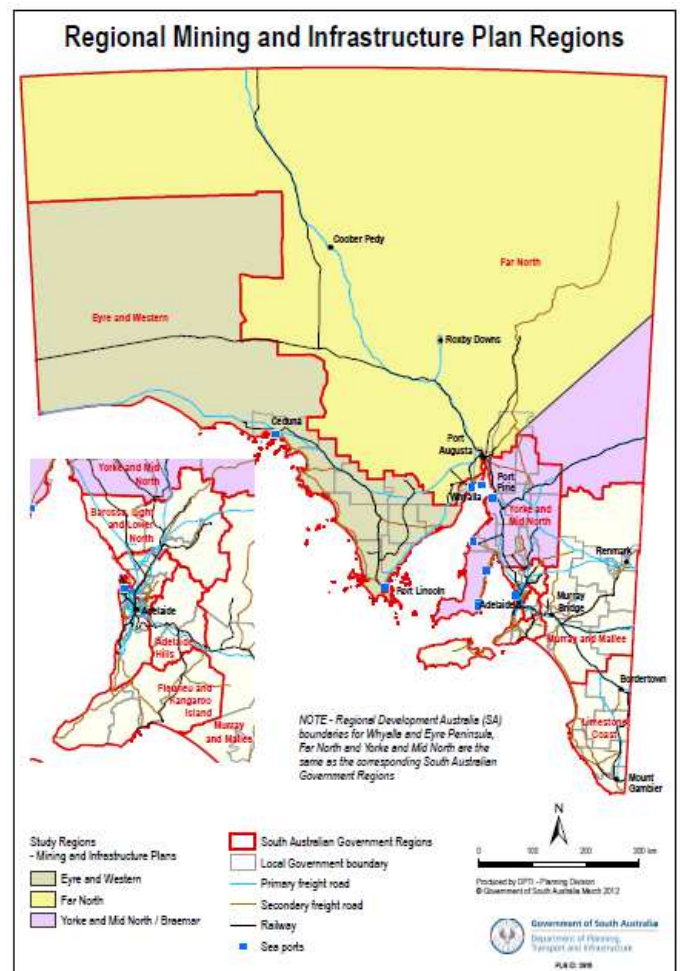 Regional Mining and Infrastructure Plan Regions
Coober Pedy
Far North
Eyre and Western
Roxby Downs
Ceduna
Port
Augusta
Whyalla
Port
Pirie
Yorke and
Mid North
Renmark
Port Lincoln
Adelaide
Murray
Bridge
Murray and Mallee
Bordertown
Limestone
Coast
Mount
Gambier
Yorke and Mid
North
Barossa, Light
and Lower
North
Adelaide
Adelaide
Hills
Fleurieu and
Kangaroo
Island
Murray
and Mallee
NOTE - Regional Development Australia (SA)
boundaries for Whyalla and Eyre Peninsula,
Far North and Yorke and Mid North are the
same as the corresponding South Australian
Government Regions
N
0 100 200 300 km
Produced by DPTI - Planning Division
© Government of South Australia March 2012
Study Regions
- Mining and Infrastructure Plans
Eyre and Western
Far North
Yorke and Mid North / Braemar
South Australian Government Regions
Local Government boundary
Primary freight road
Secondary freight road
Railway
Sea ports
Government of South Australia
Department of Planning,
Transport and Infrastructure